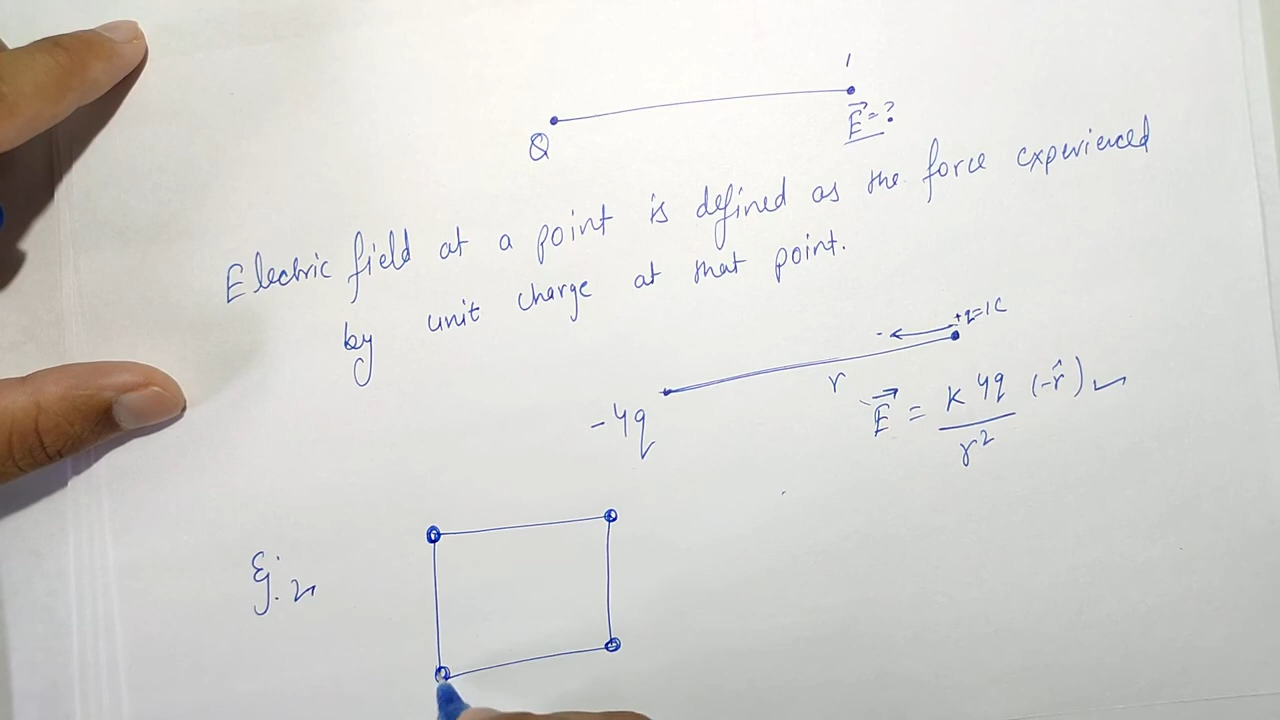 1
Q
E⃗ = ?
Electric field at a point is defined as the force experienced
by unit charge at that point.
+q=1C
r
-4q
E⃗ = K 4q / r² (-r̂)
Eg. 2